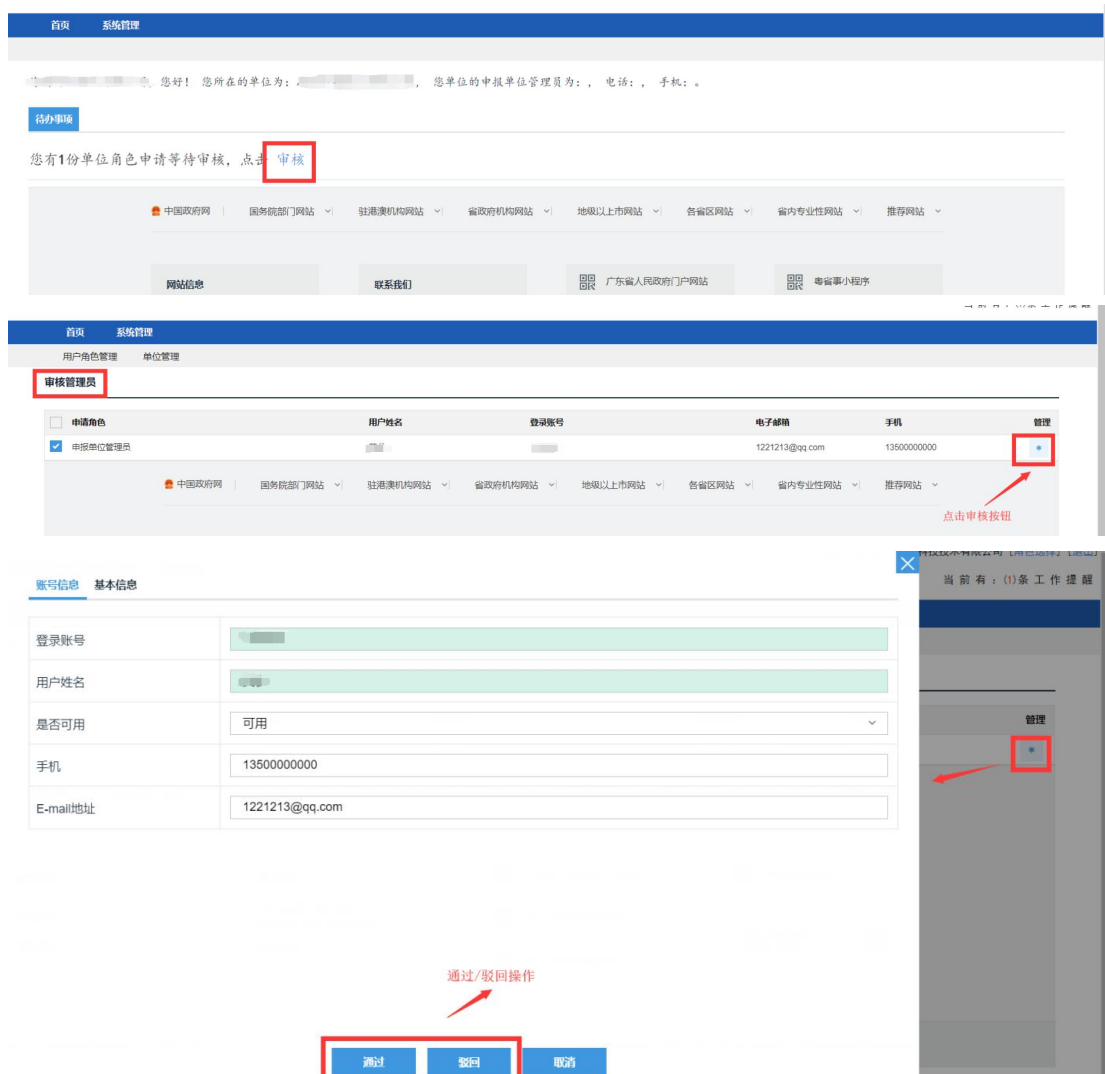 首页 系统管理
您好！ 您所在的单位为： ， 您单位的申报单位管理员为：， 电话：， 手机：。
待办事项
您有1份单位角色申请等待审核，点击 审核
中国政府网 国务院部门网站 驻港澳机构网站 省政府机构网站 地级以上市网站 各省区网站 省内专业性网站 推荐网站
网站信息 联系我们 广东省人民政府门户网站 粤省事小程序
首页 系统管理
用户角色管理 单位管理
审核管理员
申请角色 用户姓名 登录账号 电子邮箱 手机 管理
申报单位管理员 1221213@qq.com 13500000000
中国政府网 国务院部门网站 驻港澳机构网站 省政府机构网站 地级以上市网站 各省区网站 省内专业性网站 推荐网站
点击审核按钮
科技技术有限公司 [角色选择] [退出]
账号信息 基本信息
当前有：(1)条工作提醒
登录账号
用户姓名
是否可用 可用
管理
手机 13500000000
E-mail地址 1221213@qq.com
通过/驳回操作
通过 驳回 取消